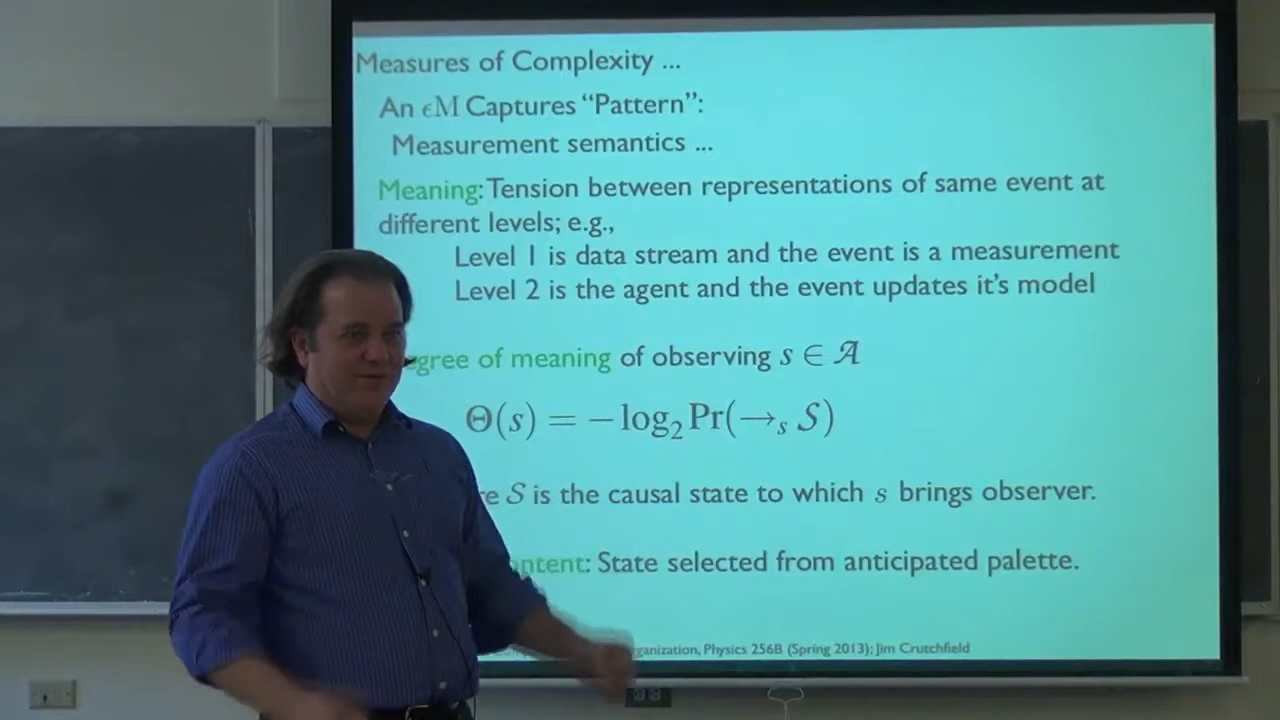 Measures of Complexity ...
An ϵM Captures “Pattern”:
Measurement semantics ...
Meaning: Tension between representations of same event at
different levels; e.g.,
Level 1 is data stream and the event is a measurement
Level 2 is the agent and the event updates it’s model
egree of meaning of observing s ∈ 𝒜
Θ(s) = − log₂ Pr(→ₛ 𝒮)
re 𝒮 is the causal state to which s brings observer.
ntent: State selected from anticipated palette.
rganization, Physics 256B (Spring 2013); Jim Crutchfield